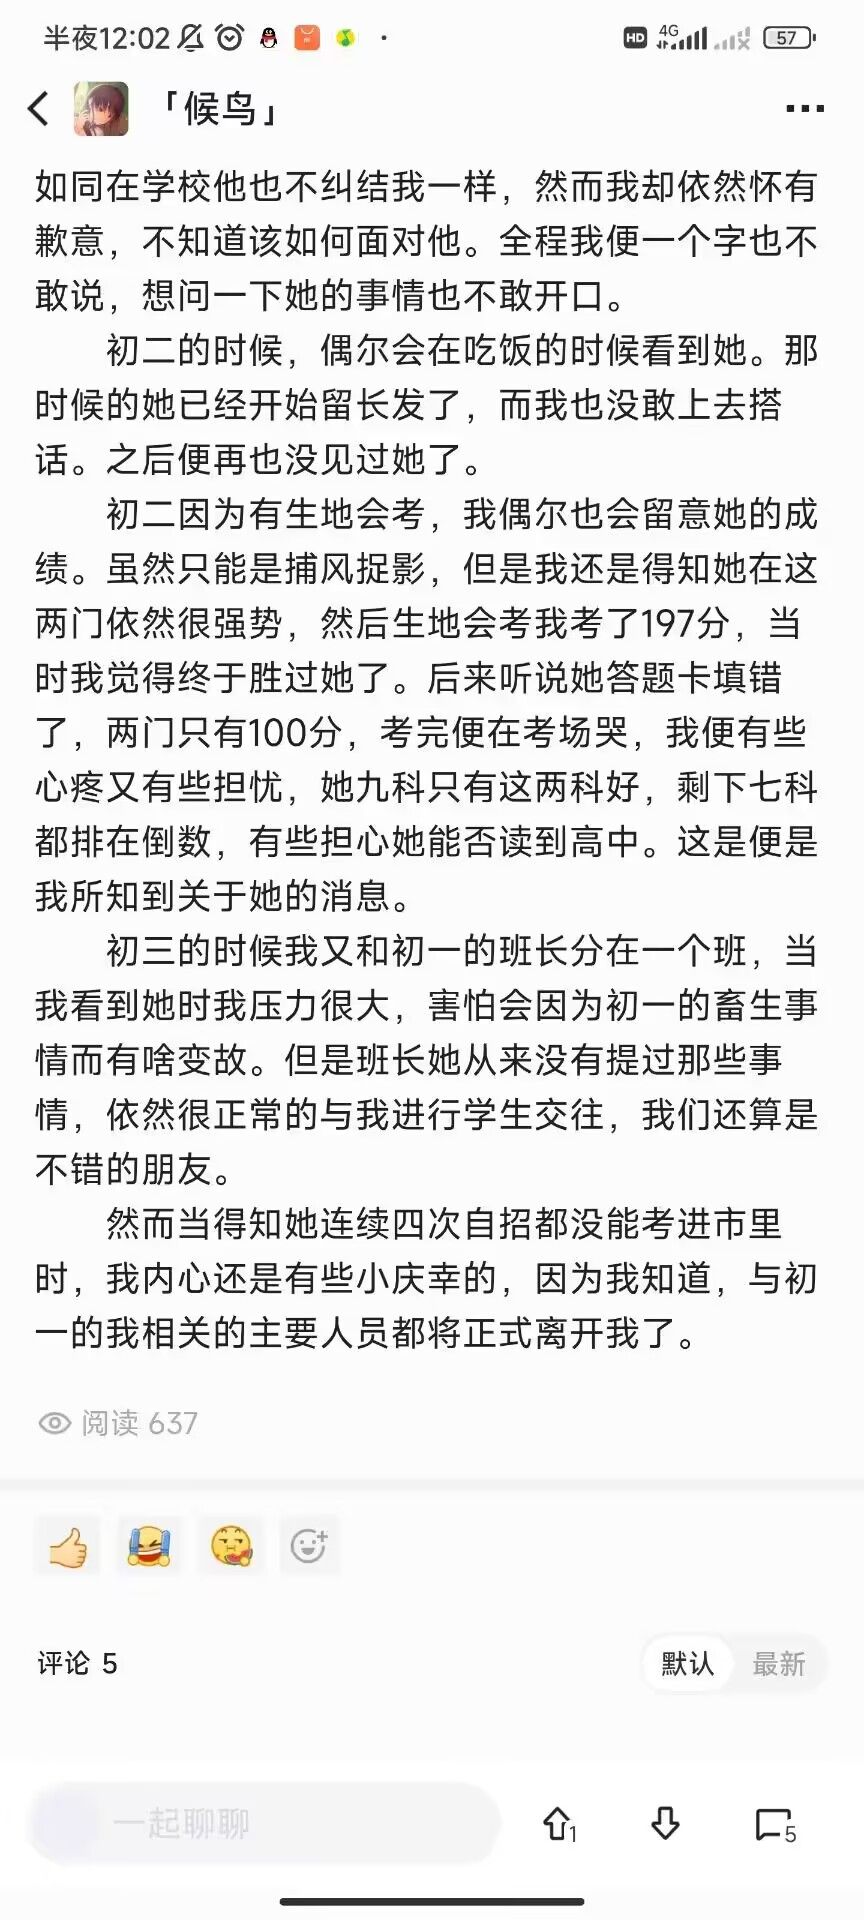 半夜12:02
HD 4G 57
「候鸟」
如同在学校他也不纠结我一样，然而我却依然怀有
歉意，不知道该如何面对他。全程我便一个字也不
敢说，想问一下她的事情也不敢开口。
初二的时候，偶尔会在吃饭的时候看到她。那
时候的她已经开始留长发了，而我也没敢上去搭
话。之后便再也没见过她了。
初二因为有生地会考，我偶尔也会留意她的成
绩。虽然只能是捕风捉影，但是我还是得知她在这
两门依然很强势，然后生地会考我考了197分，当
时我觉得终于胜过她了。后来听说她答题卡填错
了，两门只有100分，考完便在考场哭，我便有些
心疼又有些担忧，她九科只有这两科好，剩下七科
都排在倒数，有些担心她能否读到高中。这是便是
我所知到关于她的消息。
初三的时候我又和初一的班长分在一个班，当
我看到她时我压力很大，害怕会因为初一的畜生事
情而有啥变故。但是班长她从来没有提过那些事
情，依然很正常的与我进行学生交往，我们还算是
不错的朋友。
然而当得知她连续四次自招都没能考进市里
时，我内心还是有些小庆幸的，因为我知道，与初
一的我相关的主要人员都将正式离开我了。
阅读 637
评论 5
默认 最新
一起聊聊
1
5